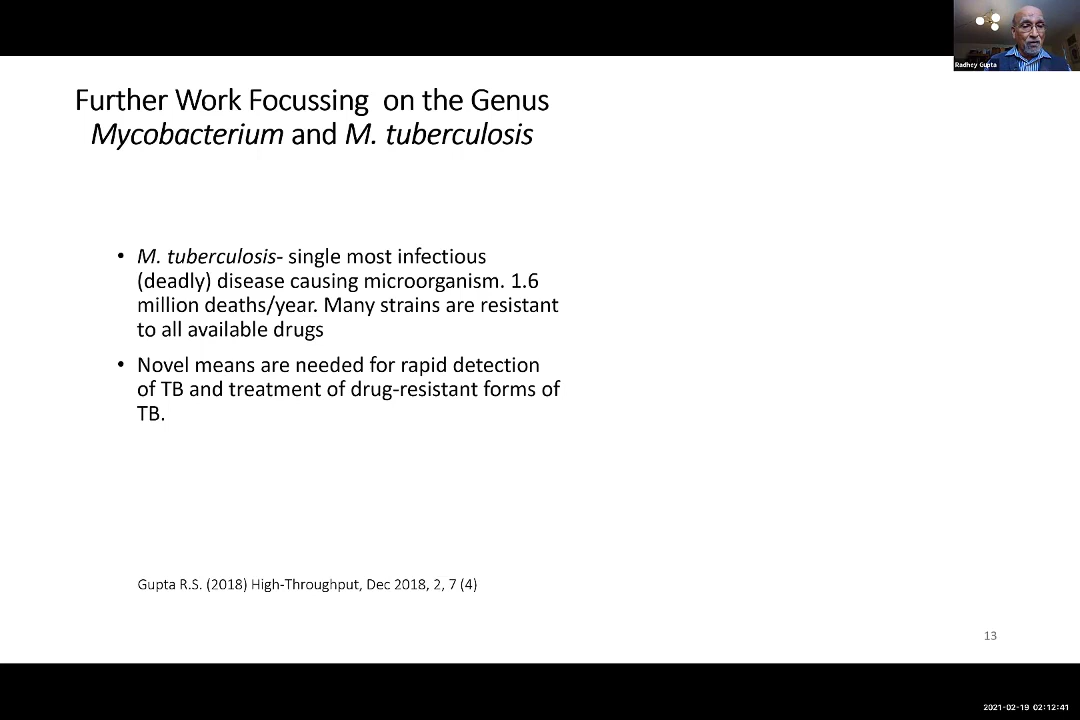 Radhey Gupta
Further Work Focussing on the Genus
Mycobacterium and M. tuberculosis
• M. tuberculosis- single most infectious
(deadly) disease causing microorganism. 1.6
million deaths/year. Many strains are resistant
to all available drugs
• Novel means are needed for rapid detection
of TB and treatment of drug-resistant forms of
TB.
Gupta R.S. (2018) High-Throughput, Dec 2018, 2, 7 (4)
13
2021-02-19 02:12:41